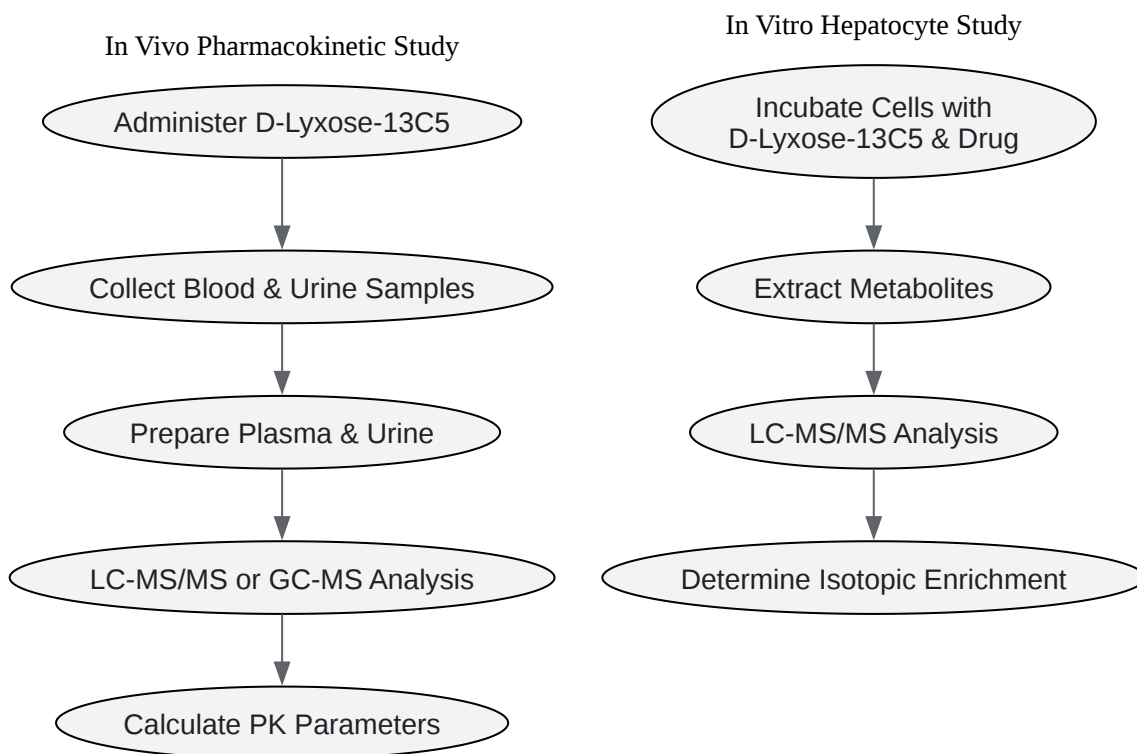 In Vivo Pharmacokinetic Study
Administer D-Lyxose-13C5
Collect Blood & Urine Samples
Prepare Plasma & Urine
LC-MS/MS or GC-MS Analysis
Calculate PK Parameters
In Vitro Hepatocyte Study
Incubate Cells with
D-Lyxose-13C5 & Drug
Extract Metabolites
LC-MS/MS Analysis
Determine Isotopic Enrichment